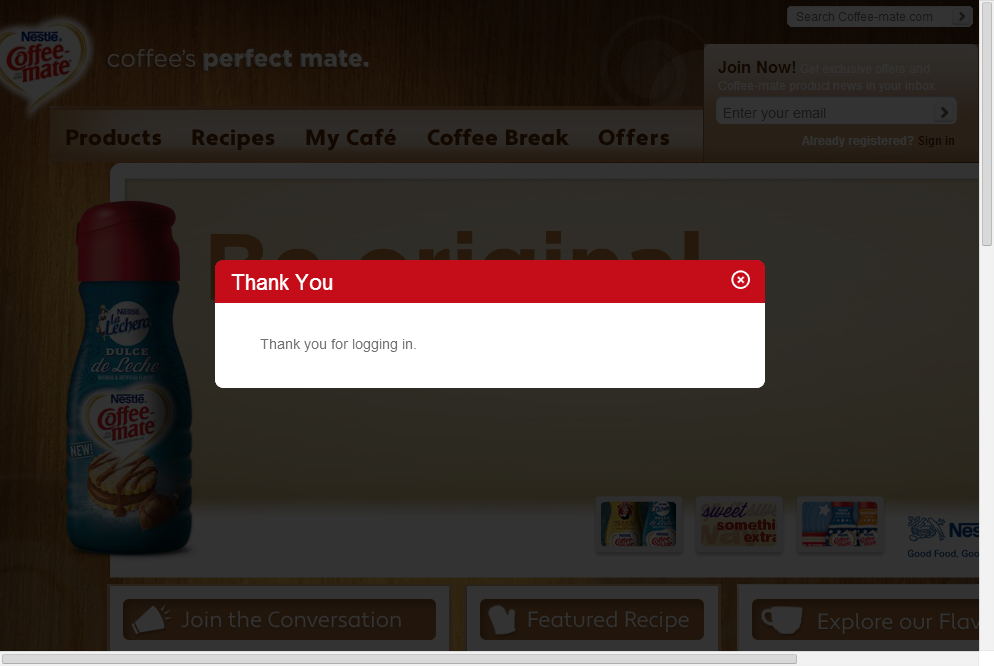 Search Coffee-mate.com
Nestlé.
Coffee-
mate
coffee's perfect mate.
Join Now! Get exclusive offers and
Coffee-mate product news in your inbox.
Enter your email
Already registered? Sign in
Products
Recipes
My Café
Coffee Break
Offers
Be original
Thank You
Thank you for logging in.
Nestlé
la
Lechera
DULCE
de Leche
Nestlé.
Coffee-
mate
NEW!
sweet
somethi
extra
Nes
Good Food, Goo
Join the Conversation
Featured Recipe
Explore our Flav